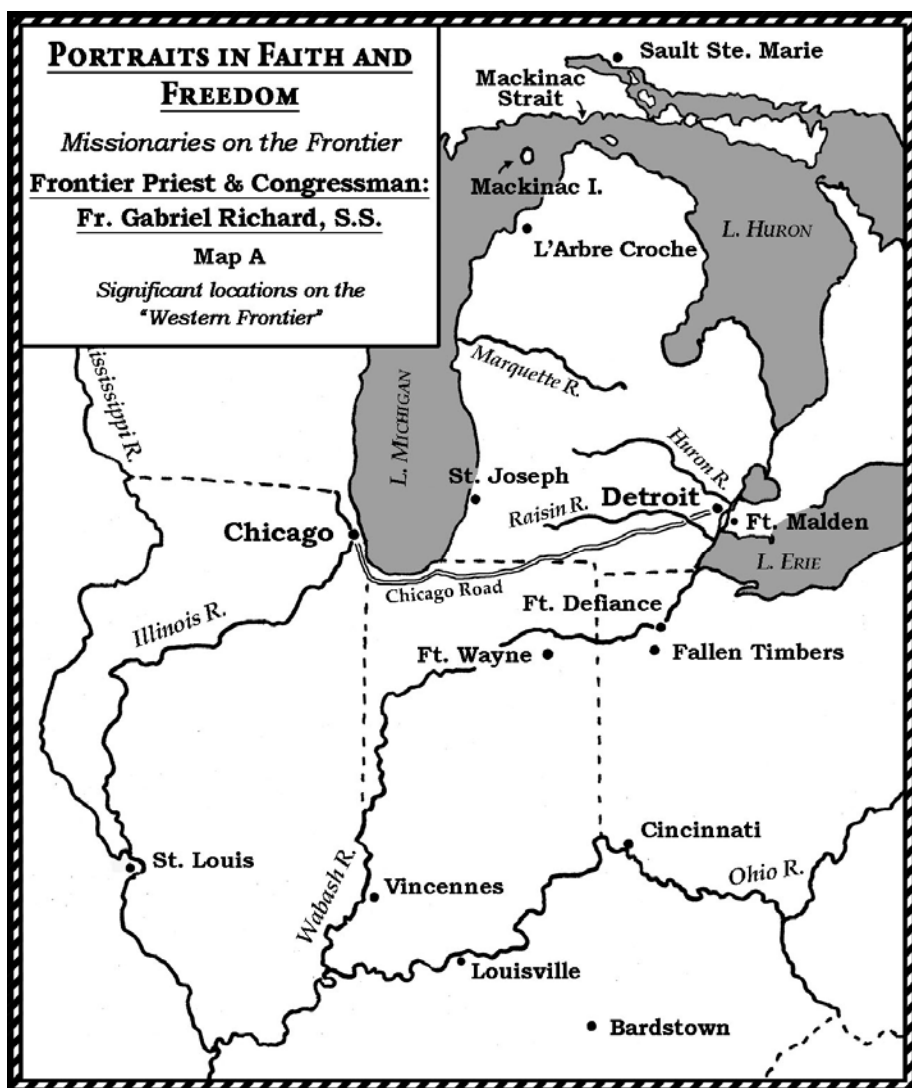 PORTRAITS IN FAITH AND
FREEDOM
Missionaries on the Frontier
Frontier Priest & Congressman:
Fr. Gabriel Richard, S.S.
Map A
Significant locations on the
"Western Frontier"
Sault Ste. Marie
Mackinac
Strait
Mackinac I.
L. HURON
L'Arbre Croche
ississippi R.
Marquette R.
L. MICHIGAN
Huron R.
St. Joseph
Detroit
Raisin R.
Ft. Malden
Chicago
L. ERIE
Chicago Road
Ft. Defiance
Illinois R.
Ft. Wayne
Fallen Timbers
Cincinnati
St. Louis
Ohio R.
Wabash R.
Vincennes
Louisville
Bardstown